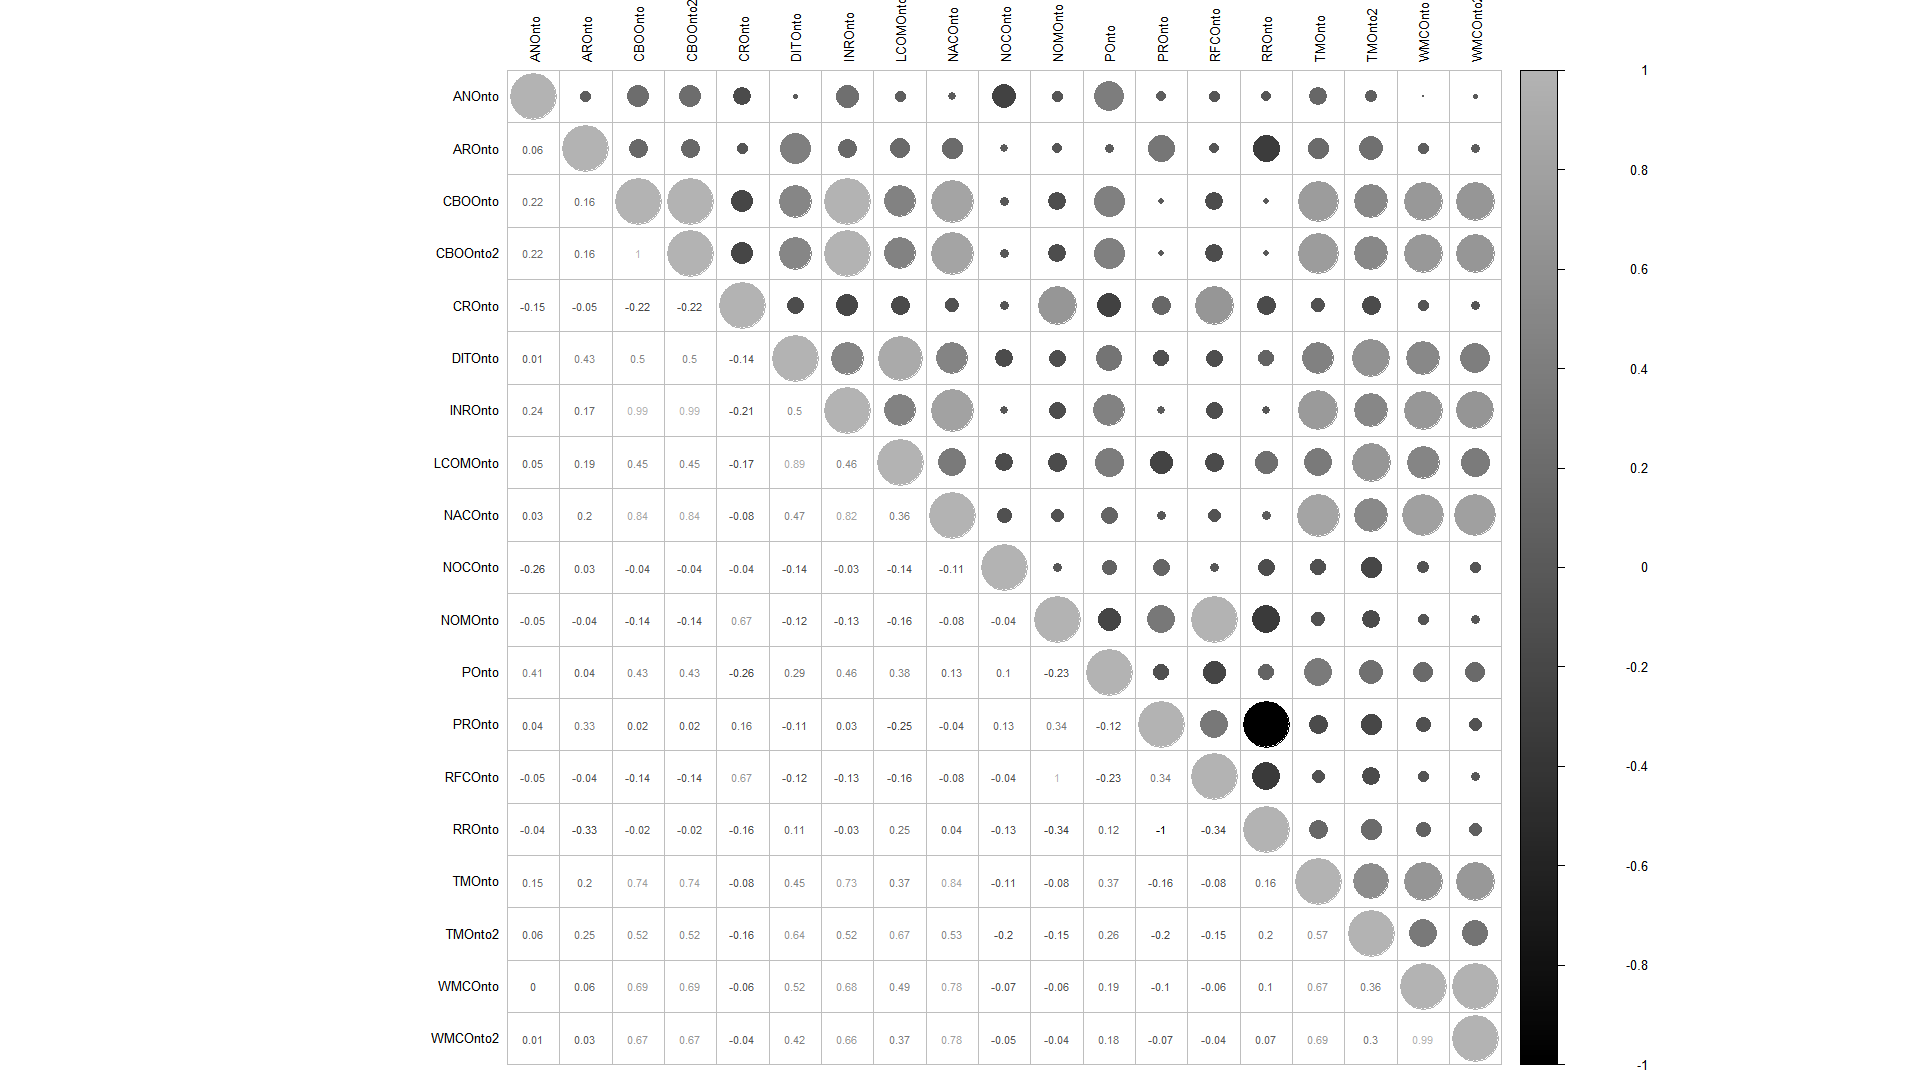 ANOnto AROnto CBOOnto CBOOnto2 CROnto DITOnto INROnto LCOMOnto NACOnto NOCOnto NOMOnto POnto PROnto RFCOnto RROnto TMOnto TMOnto2 WMCOnto WMCOnto2
ANOnto
AROnto 0.06
CBOOnto 0.22 0.16
CBOOnto2 0.22 0.16 1
CROnto -0.15 -0.05 -0.22 -0.22
DITOnto 0.01 0.43 0.5 0.5 -0.14
INROnto 0.24 0.17 0.99 0.99 -0.21 0.5
LCOMOnto 0.05 0.19 0.45 0.45 -0.17 0.89 0.46
NACOnto 0.03 0.2 0.84 0.84 -0.08 0.47 0.82 0.36
NOCOnto -0.26 0.03 -0.04 -0.04 -0.04 -0.14 -0.03 -0.14 -0.11
NOMOnto -0.05 -0.04 -0.14 -0.14 0.67 -0.12 -0.13 -0.16 -0.08 -0.04
POnto 0.41 0.04 0.43 0.43 -0.26 0.29 0.46 0.38 0.13 0.1 -0.23
PROnto 0.04 0.33 0.02 0.02 0.16 -0.11 0.03 -0.25 -0.04 0.13 0.34 -0.12
RFCOnto -0.05 -0.04 -0.14 -0.14 0.67 -0.12 -0.13 -0.16 -0.08 -0.04 1 -0.23 0.34
RROnto -0.04 -0.33 -0.02 -0.02 -0.16 0.11 -0.03 0.25 0.04 -0.13 -0.34 0.12 -1 -0.34
TMOnto 0.15 0.2 0.74 0.74 -0.08 0.45 0.73 0.37 0.84 -0.11 -0.08 0.37 -0.16 -0.08 0.16
TMOnto2 0.06 0.25 0.52 0.52 -0.16 0.64 0.52 0.67 0.53 -0.2 -0.15 0.26 -0.2 -0.15 0.2 0.57
WMCOnto 0 0.06 0.69 0.69 -0.06 0.52 0.68 0.49 0.78 -0.07 -0.06 0.19 -0.1 -0.06 0.1 0.67 0.36
WMCOnto2 0.01 0.03 0.67 0.67 -0.04 0.42 0.66 0.37 0.78 -0.05 -0.04 0.18 -0.07 -0.04 0.07 0.69 0.3 0.99
1
0.8
0.6
0.4
0.2
0
-0.2
-0.4
-0.6
-0.8
-1